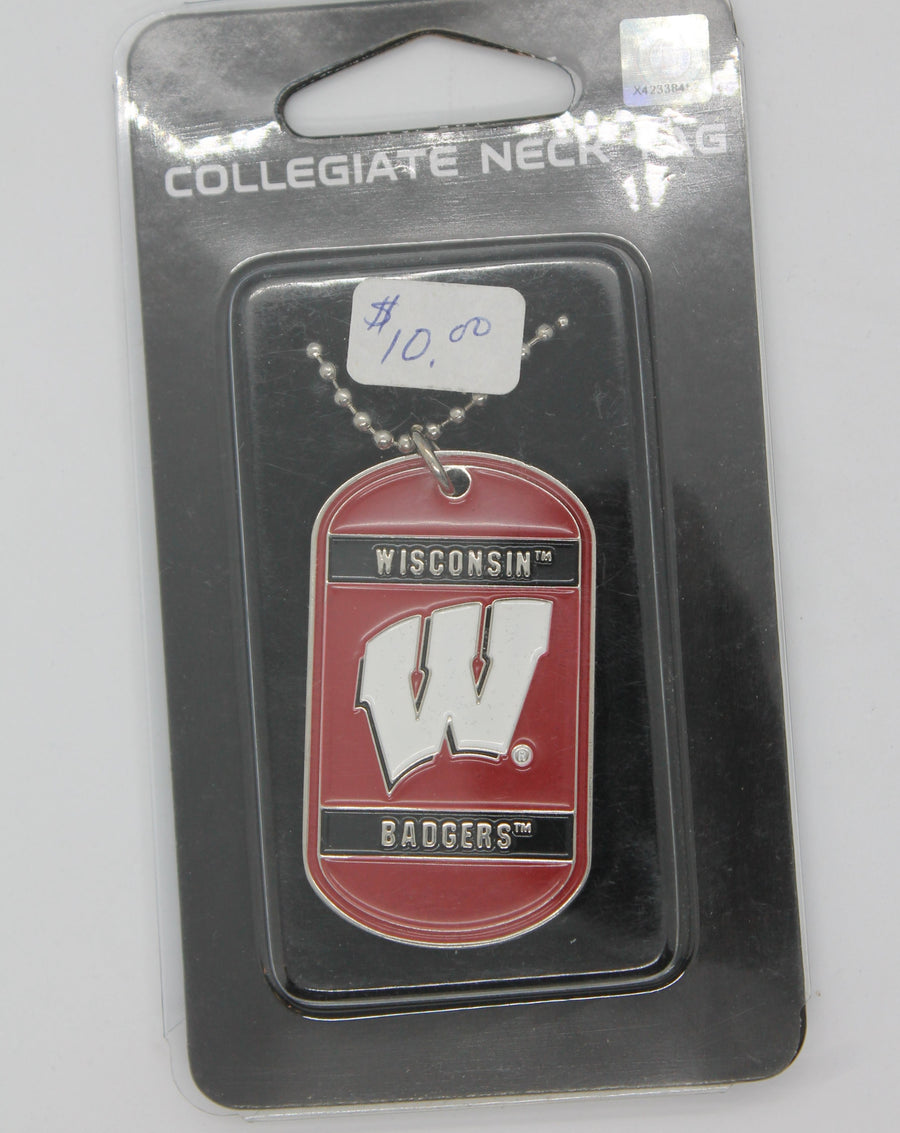 COLLEGIATE NECK TAG
$
10.00
WISCONSIN™
W
®
BADGERS™